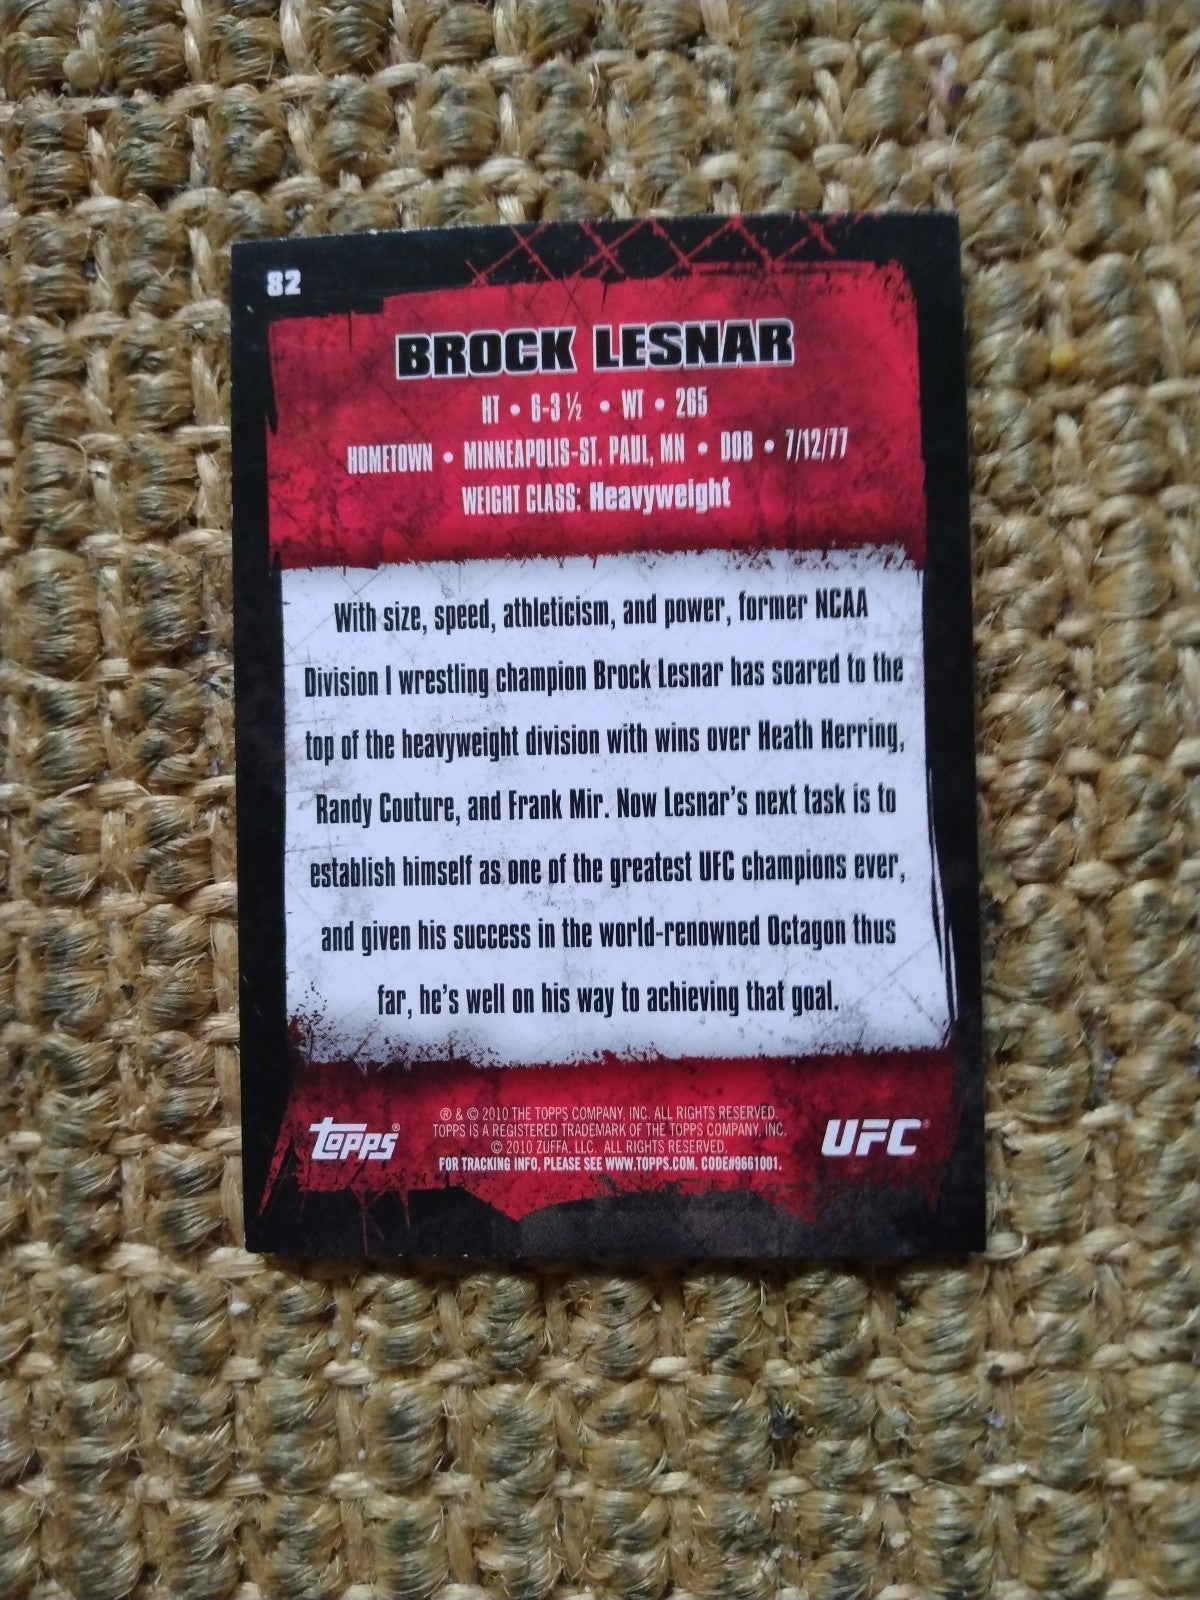 82
BROCK LESNAR
HT • 6-3 ½ • WT • 265
HOMETOWN • MINNEAPOLIS-ST. PAUL, MN • DOB • 7/12/77
WEIGHT CLASS: Heavyweight
With size, speed, athleticism, and power, former NCAA
Division I wrestling champion Brock Lesnar has soared to the
top of the heavyweight division with wins over Heath Herring,
Randy Couture, and Frank Mir. Now Lesnar's next task is to
establish himself as one of the greatest UFC champions ever,
and given his success in the world-renowned Octagon thus
far, he's well on his way to achieving that goal.
TOPPS®
® & © 2010 THE TOPPS COMPANY, INC. ALL RIGHTS RESERVED.
TOPPS IS A REGISTERED TRADEMARK OF THE TOPPS COMPANY, INC.
© 2010 ZUFFA, LLC. ALL RIGHTS RESERVED.
FOR TRACKING INFO, PLEASE SEE WWW.TOPPS.COM. CODE#9661001.
UFC®